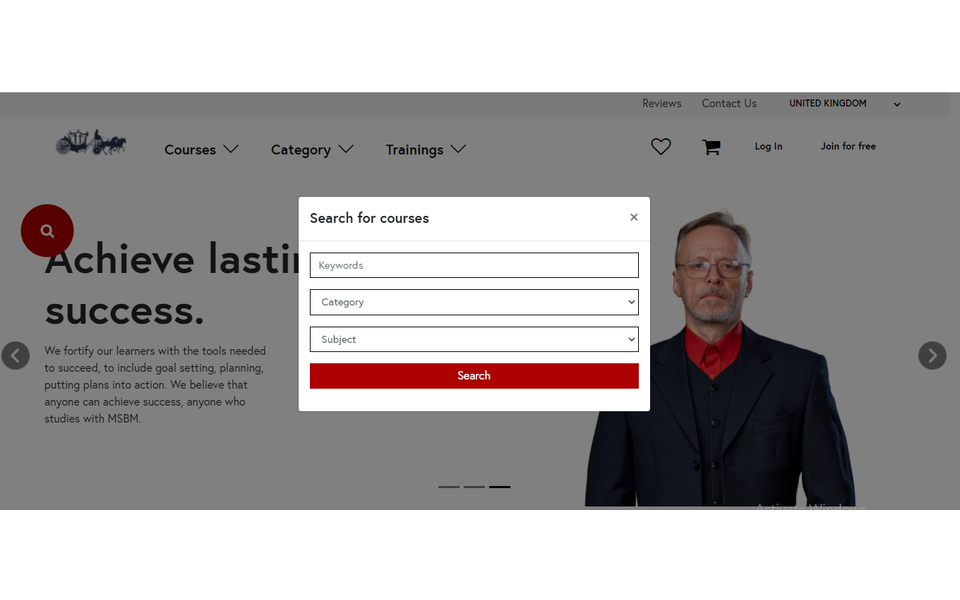 Reviews Contact Us UNITED KINGDOM
Courses Category Trainings Log In Join for free
Search for courses ×
Keywords
Category
Subject
Search
Achieve
success.
We fortify our learners with the tools needed
to succeed, to include goal setting, planning,
putting plans into action. We believe that
anyone can achieve success, anyone who
studies with MSBM.